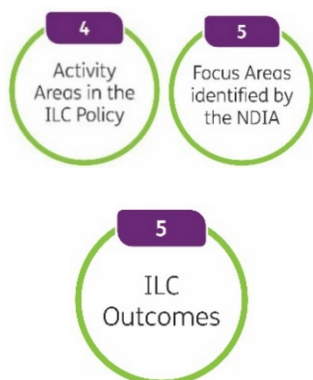 4
Activity
Areas in the
ILC Policy
5
Focus Areas
identified by
the NDIA
5
ILC
Outcomes